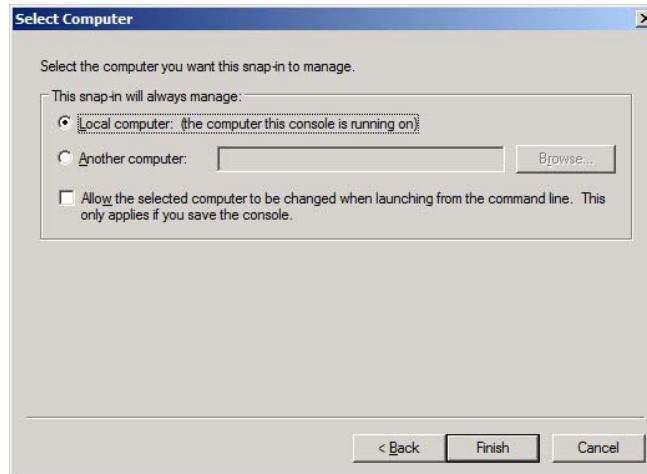 Select Computer
Select the computer you want this snap-in to manage.
This snap-in will always manage:
Local computer: (the computer this console is running on)
Another computer:
Browse...
Allow the selected computer to be changed when launching from the command line. This
only applies if you save the console.
< Back
Finish
Cancel